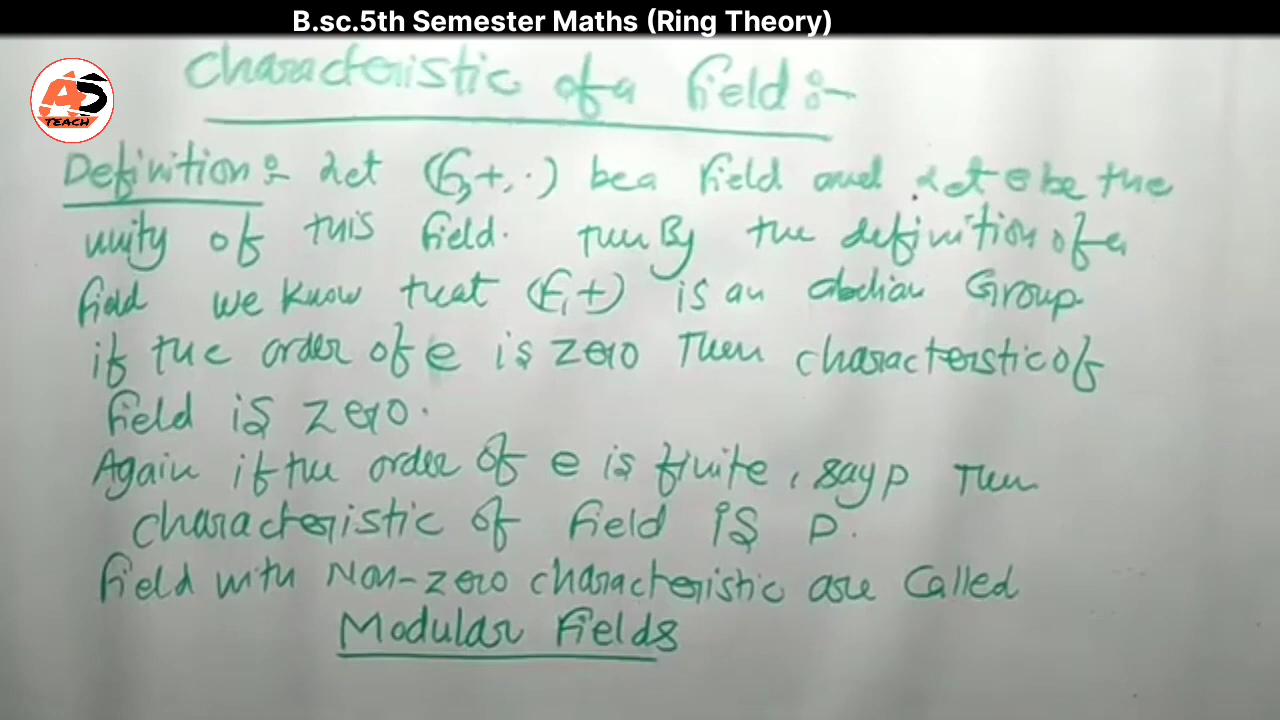 B.sc.5th Semester Maths (Ring Theory)
Characteristic of a Field:-
AS
TEACH
Definition:- Let (F,+,·) be a Field and Let e be the
unity of this Field. Then By the definition of a
Field we know that (F,+) is an abelian Group
if the order of e is zero Then characteristic of
Field is zero.
Again if the order of e is finite, say p Then
characteristic of Field is p.
Field with Non-zero characteristic are Called
Modular Fields